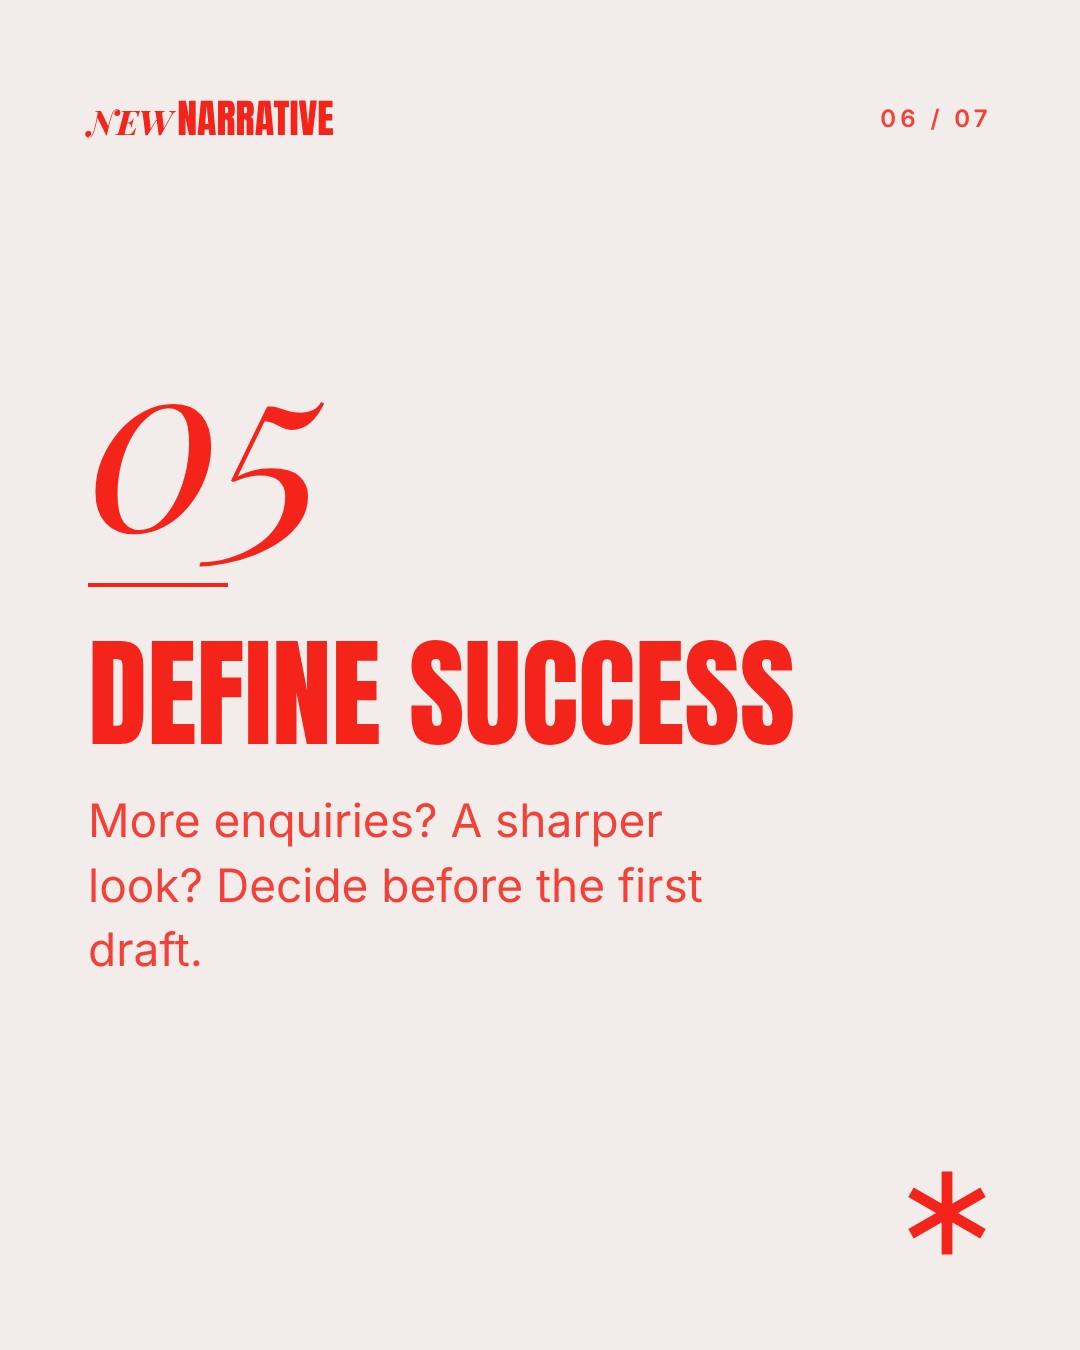 NEW NARRATIVE
06 / 07
05
DEFINE SUCCESS
More enquiries? A sharper
look? Decide before the first
draft.
*